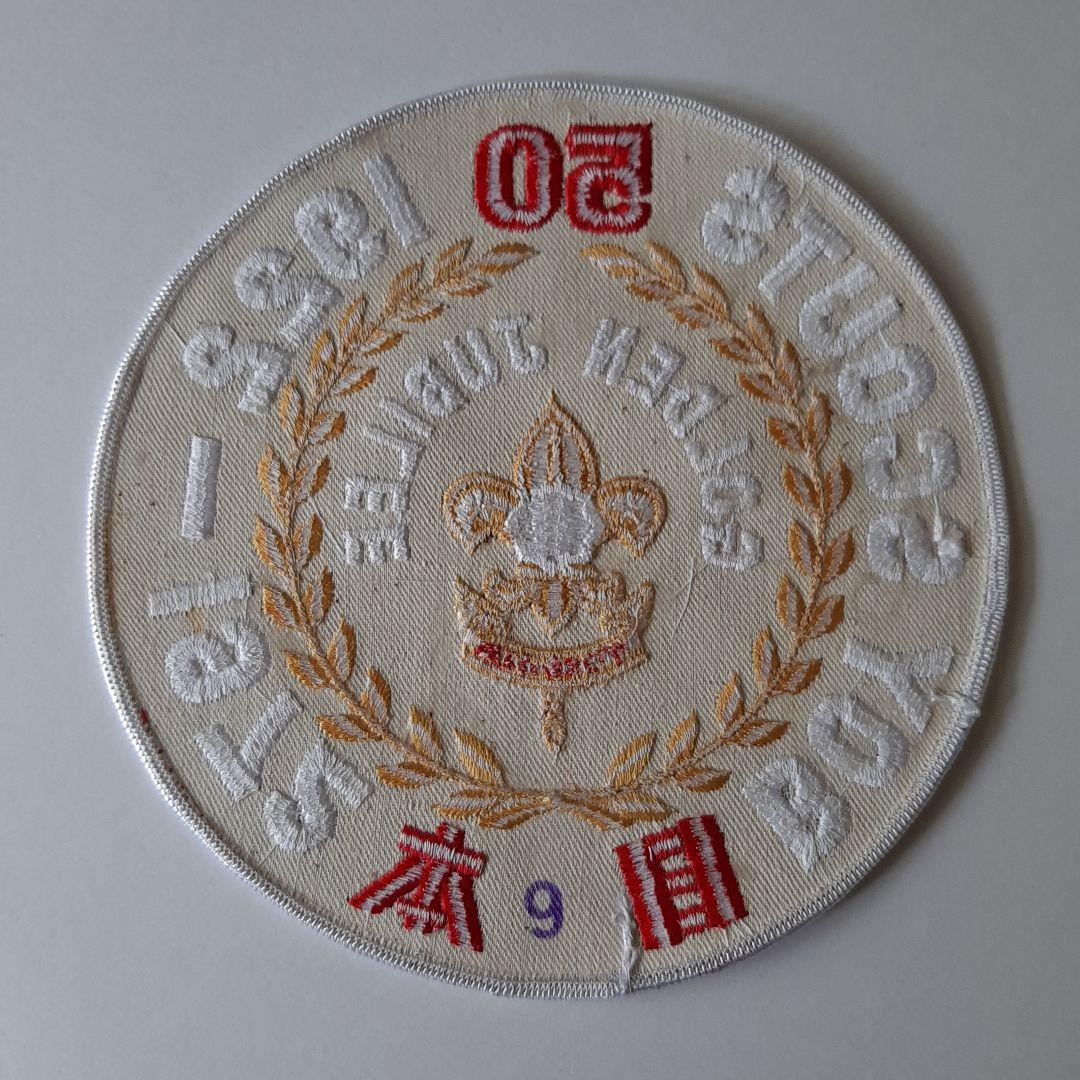 50
BOY SCOUTS
1922 - 1972
GOLDEN JUBILEE
日本
9